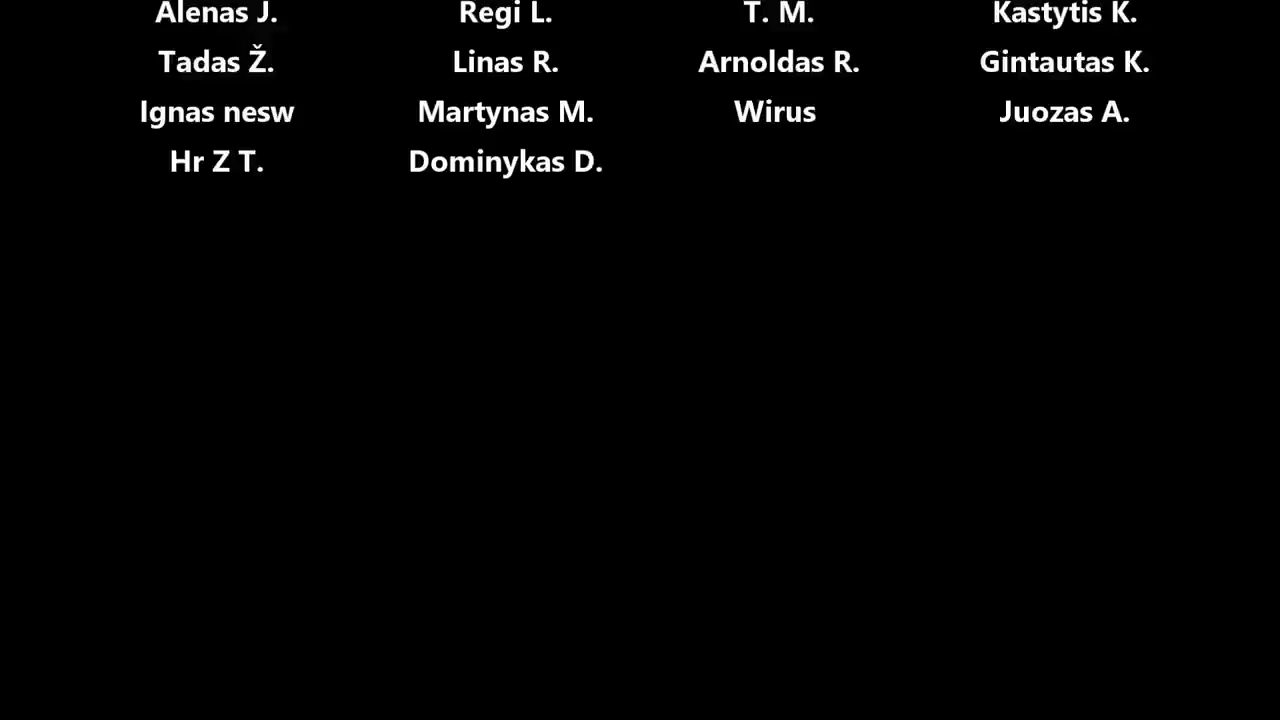 Alenas J. Regi L. T. M. Kastytis K.
Tadas Ž. Linas R. Arnoldas R. Gintautas K.
Ignas nesw Martynas M. Wirus Juozas A.
Hr Z T. Dominykas D.